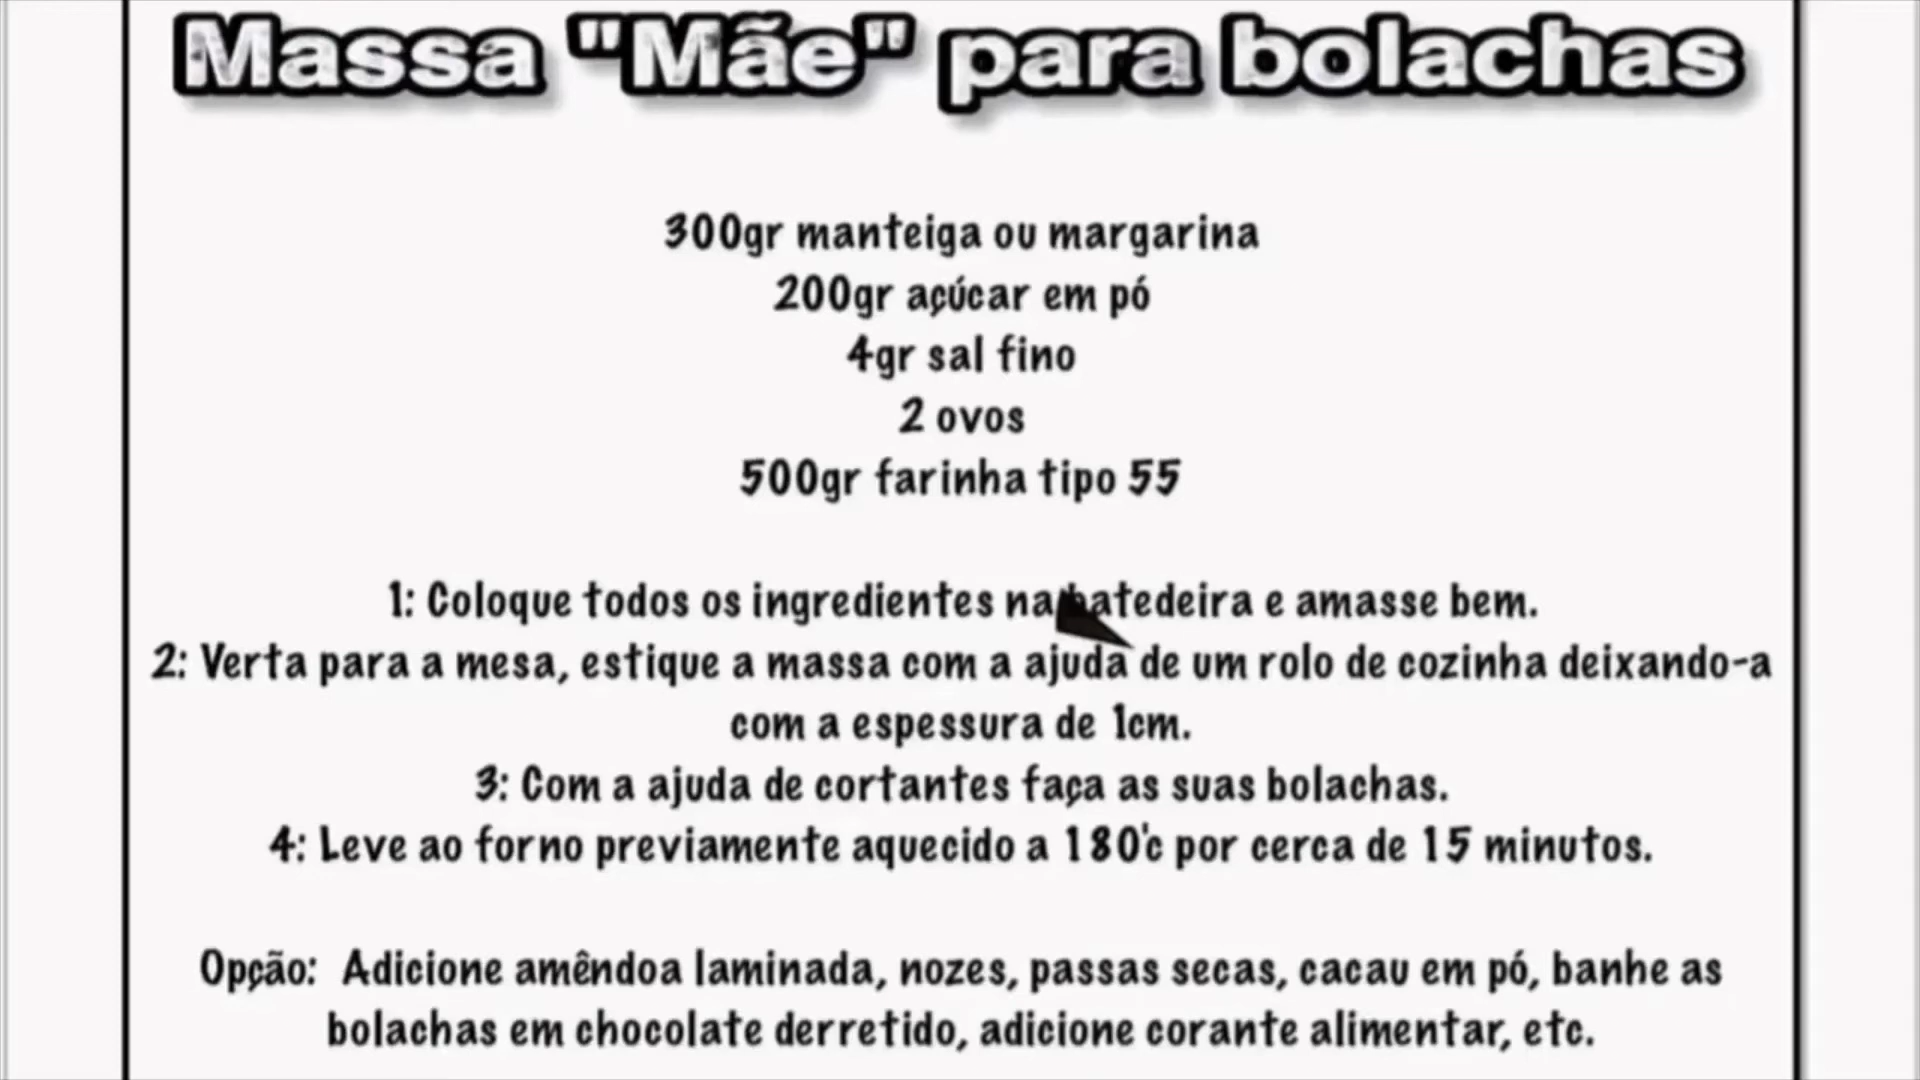 Massa "Mãe" para bolachas
300gr manteiga ou margarina
200gr açúcar em pó
4gr sal fino
2 ovos
500gr farinha tipo 55
1: Coloque todos os ingredientes na batedeira e amasse bem.
2: Verta para a mesa, estique a massa com a ajuda de um rolo de cozinha deixando-a
com a espessura de 1cm.
3: Com a ajuda de cortantes faça as suas bolachas.
4: Leve ao forno previamente aquecido a 180'c por cerca de 15 minutos.
Opção: Adicione amêndoa laminada, nozes, passas secas, cacau em pó, banhe as
bolachas em chocolate derretido, adicione corante alimentar, etc.